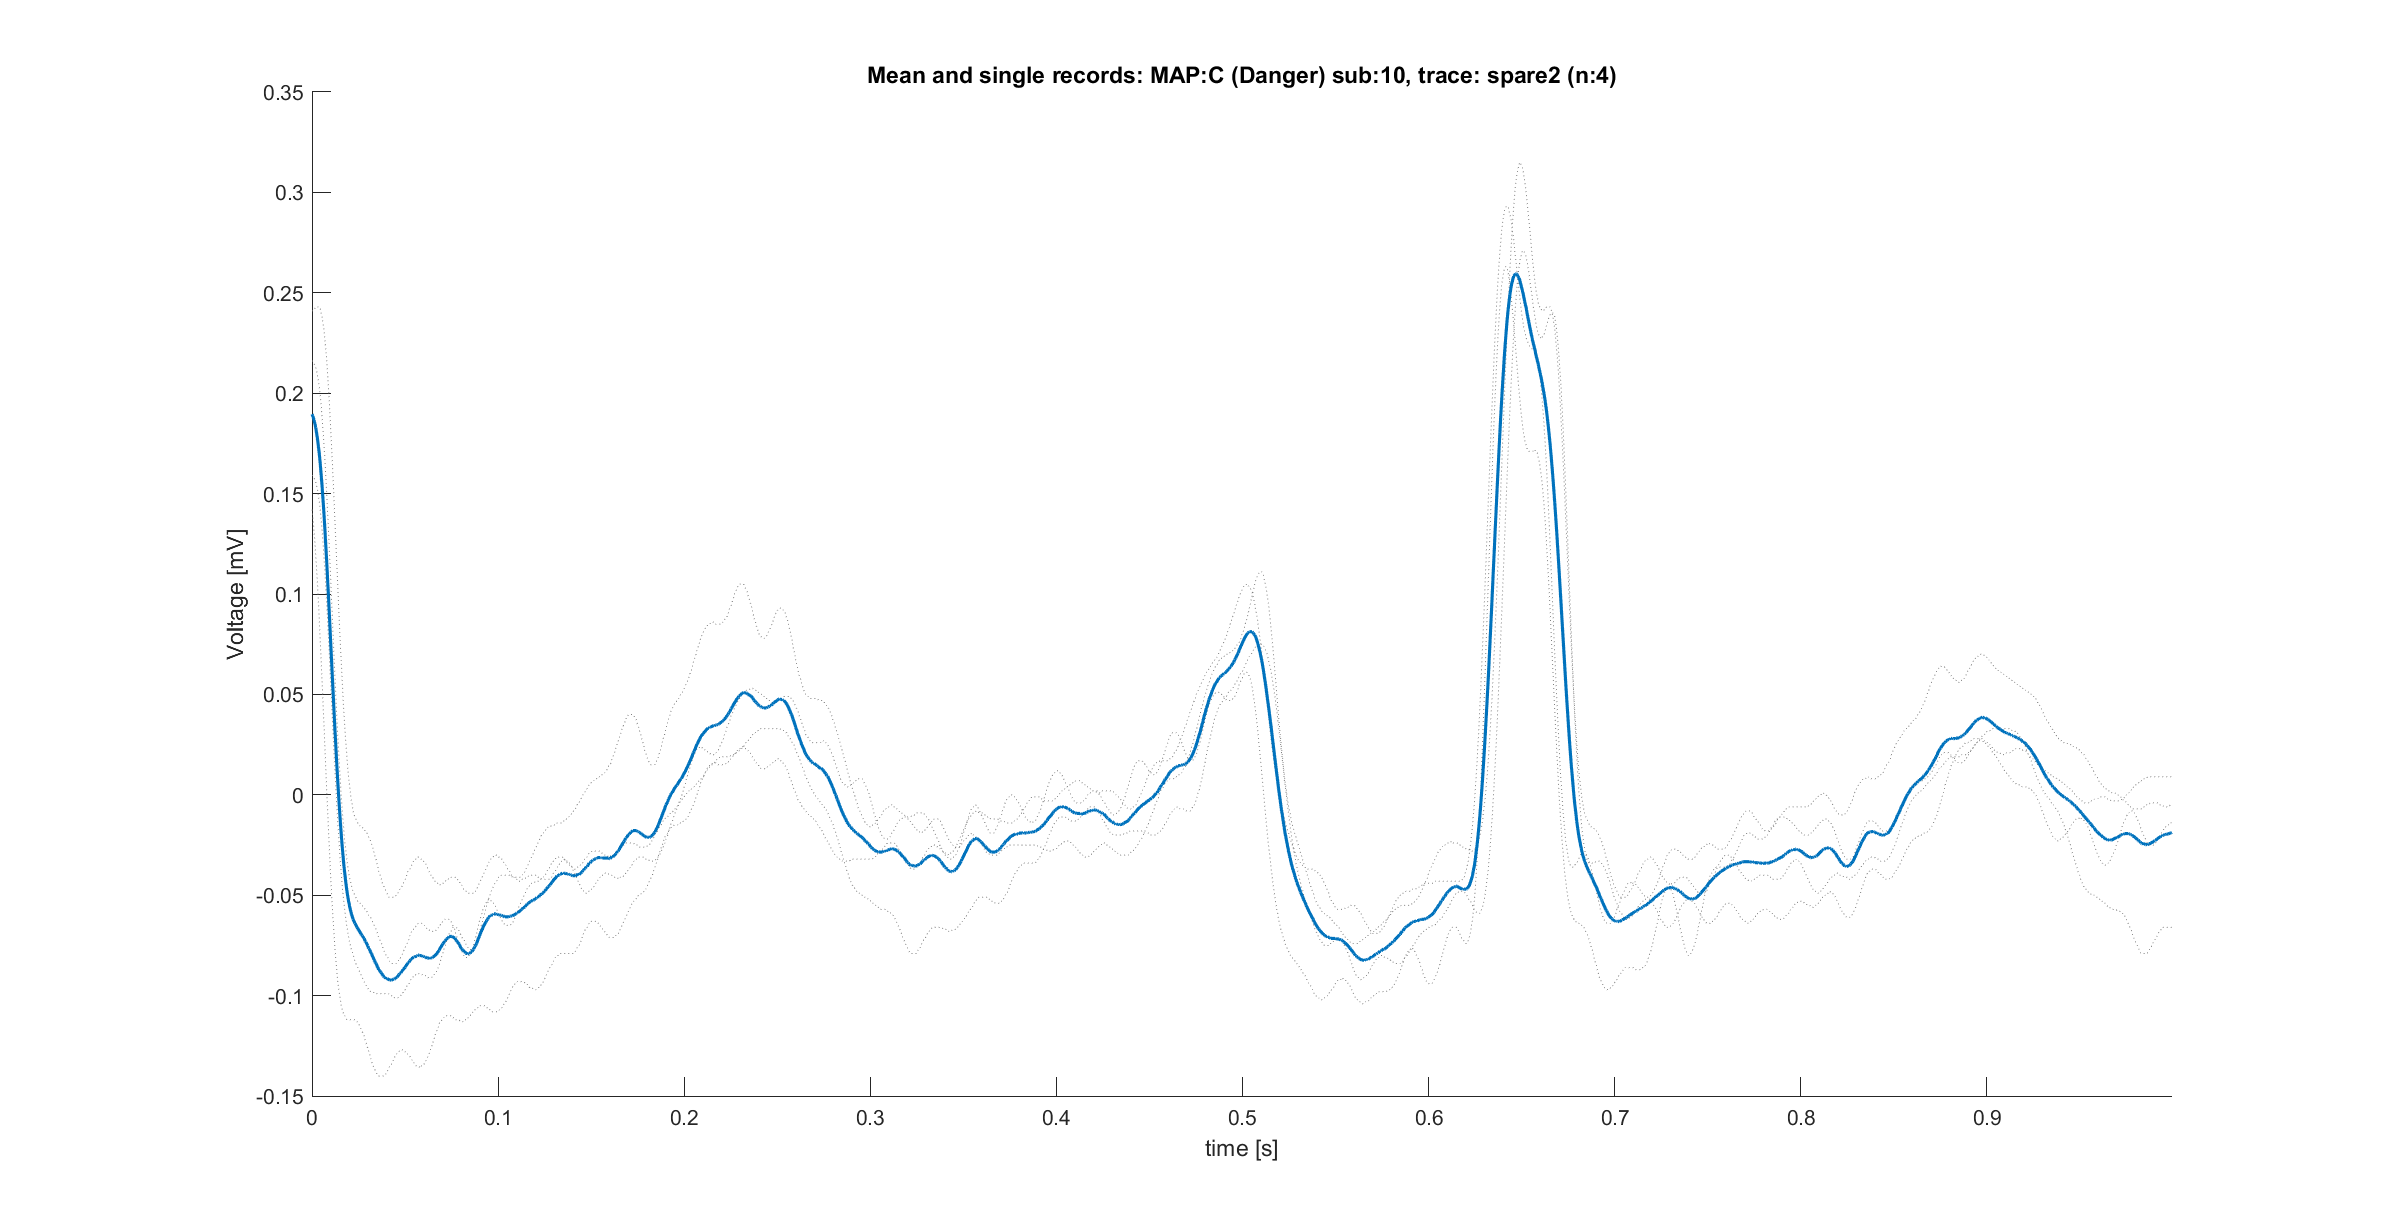 Mean and single records: MAP:C (Danger) sub:10, trace: spare2 (n:4)
0.35
0.3
0.25
0.2
0.15
0.1
0.05
0
-0.05
-0.1
-0.15
Voltage [mV]
0 0.1 0.2 0.3 0.4 0.5 0.6 0.7 0.8 0.9
time [s]